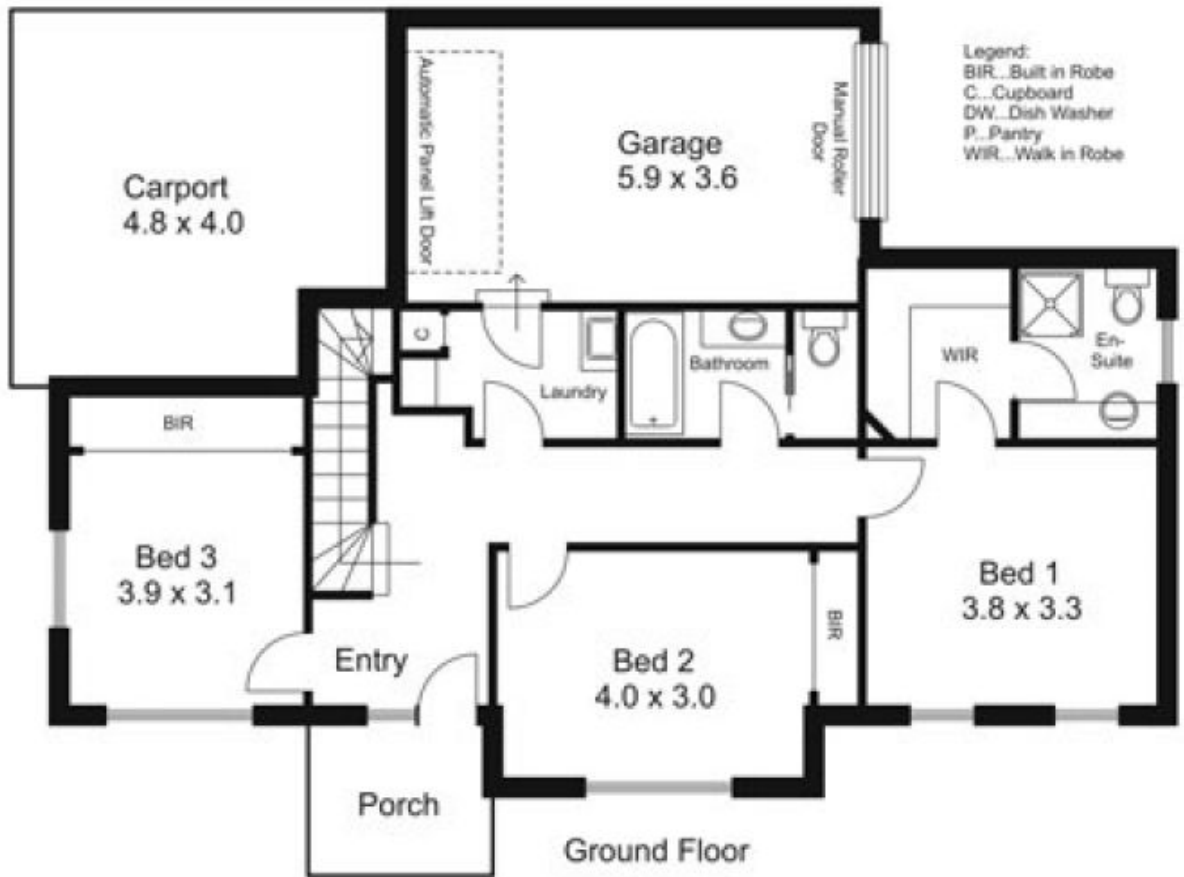 Legend:
BIR...Built in Robe
C...Cupboard
DW...Dish Washer
P...Pantry
WIR...Walk in Robe
Carport
4.8 x 4.0
Automatic Panel Lift Door
Garage
5.9 x 3.6
Manual Roller
Door
C
Laundry
Bathroom
WIR
En-
Suite
BIR
Bed 3
3.9 x 3.1
Entry
Bed 2
4.0 x 3.0
BIR
Bed 1
3.8 x 3.3
Porch
Ground Floor